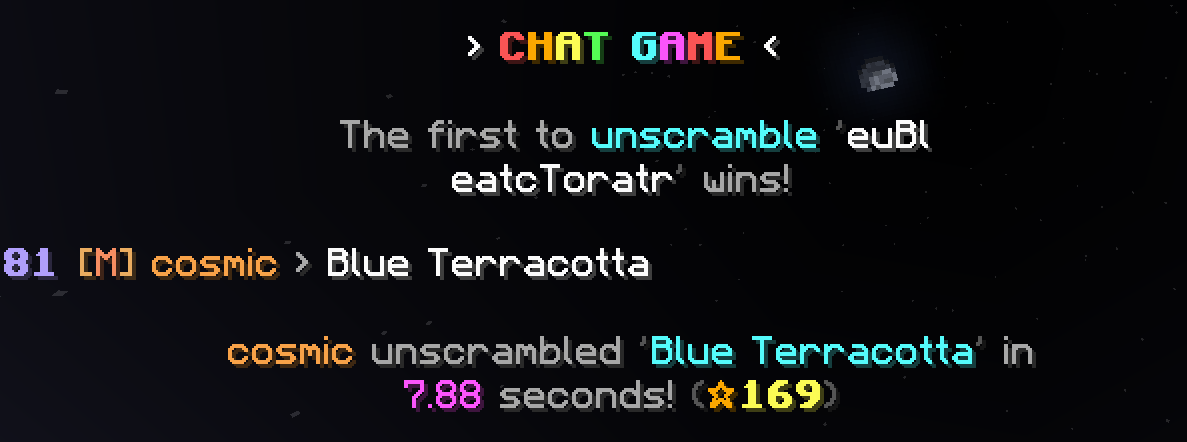 > CHAT GAME <
The first to unscramble 'euBl
eatcToratr' wins!
81 [M] cosmic > Blue Terracotta
cosmic unscrambled 'Blue Terracotta' in
7.88 seconds! (☆169)